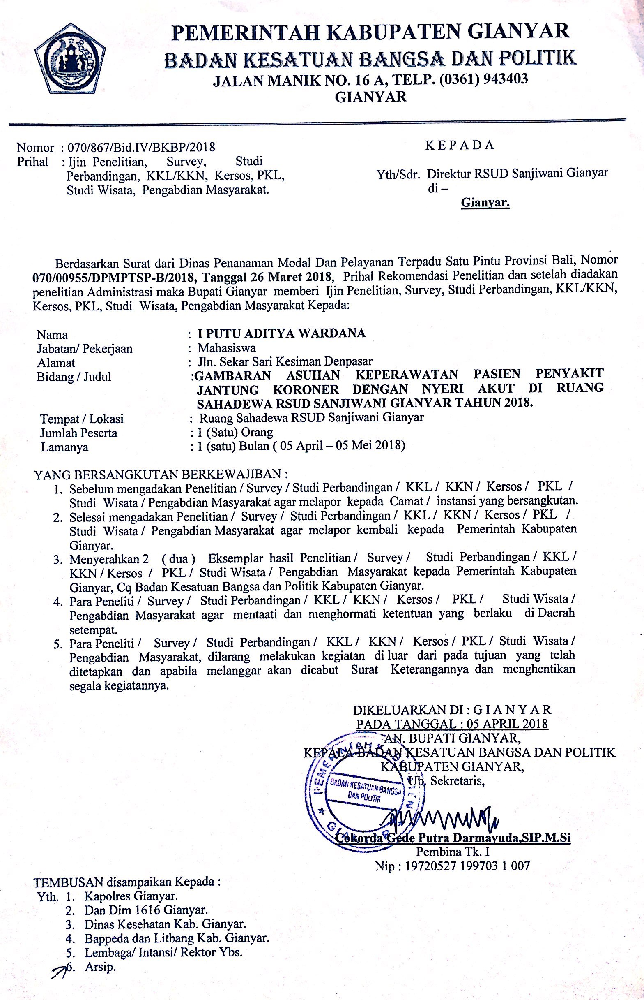 PEMERINTAH KABUPATEN GIANYAR
BADAN KESATUAN BANGSA DAN POLITIK
JALAN MANIK NO. 16 A, TELP. (0361) 943403
GIANYAR
Nomor : 070/867/Bid.IV/BKBP/2018
Prihal : Ijin Penelitian, Survey, Studi
Perbandingan, KKL/KKN, Kersos, PKL,
Studi Wisata, Pengabdian Masyarakat.
K E P A D A
Yth/Sdr. Direktur RSUD Sanjiwani Gianyar
di –
Gianyar.
Berdasarkan Surat dari Dinas Penanaman Modal Dan Pelayanan Terpadu Satu Pintu Provinsi Bali, Nomor
070/00955/DPMPTSP-B/2018, Tanggal 26 Maret 2018, Prihal Rekomendasi Penelitian dan setelah diadakan
penelitian Administrasi maka Bupati Gianyar memberi Ijin Penelitian, Survey, Studi Perbandingan, KKL/KKN,
Kersos, PKL, Studi Wisata, Pengabdian Masyarakat Kepada:
Nama : I PUTU ADITYA WARDANA
Jabatan/ Pekerjaan : Mahasiswa
Alamat : Jln. Sekar Sari Kesiman Denpasar
Bidang / Judul :GAMBARAN ASUHAN KEPERAWATAN PASIEN PENYAKIT
JANTUNG KORONER DENGAN NYERI AKUT DI RUANG
SAHADEWA RSUD SANJIWANI GIANYAR TAHUN 2018.
Tempat / Lokasi : Ruang Sahadewa RSUD Sanjiwani Gianyar
Jumlah Peserta : 1 (Satu) Orang
Lamanya : 1 (satu) Bulan ( 05 April – 05 Mei 2018)
YANG BERSANGKUTAN BERKEWAJIBAN :
1. Sebelum mengadakan Penelitian / Survey / Studi Perbandingan / KKL / KKN / Kersos / PKL /
Studi Wisata / Pengabdian Masyarakat agar melapor kepada Camat / instansi yang bersangkutan.
2. Selesai mengadakan Penelitian / Survey / Studi Perbandingan / KKL / KKN / Kersos / PKL /
Studi Wisata / Pengabdian Masyarakat agar melapor kembali kepada Pemerintah Kabupaten
Gianyar.
3. Menyerahkan 2 ( dua ) Eksemplar hasil Penelitian / Survey / Studi Perbandingan / KKL /
KKN / Kersos / PKL / Studi Wisata / Pengabdian Masyarakat kepada Pemerintah Kabupaten
Gianyar, Cq Badan Kesatuan Bangsa dan Politik Kabupaten Gianyar.
4. Para Peneliti / Survey / Studi Perbandingan / KKL / KKN / Kersos / PKL / Studi Wisata /
Pengabdian Masyarakat agar mentaati dan menghormati ketentuan yang berlaku di Daerah
setempat.
5. Para Peneliti / Survey / Studi Perbandingan / KKL / KKN / Kersos / PKL / Studi Wisata /
Pengabdian Masyarakat, dilarang melakukan kegiatan di luar dari pada tujuan yang telah
ditetapkan dan apabila melanggar akan dicabut Surat Keterangannya dan menghentikan
segala kegiatannya.
DIKELUARKAN DI : G I A N Y A R
PADA TANGGAL : 05 APRIL 2018
AN. BUPATI GIANYAR,
KEPALA BADAN KESATUAN BANGSA DAN POLITIK
KABUPATEN GIANYAR,
Ub. Sekretaris,
BADAN KESATUAN BANGSA
DAN POLITIK
Cokorda Gede Putra Darmayuda,SIP.M.Si
Pembina Tk. I
Nip : 19720527 199703 1 007
TEMBUSAN disampaikan Kepada :
Yth. 1. Kapolres Gianyar.
2. Dan Dim 1616 Gianyar.
3. Dinas Kesehatan Kab. Gianyar.
4. Bappeda dan Litbang Kab. Gianyar.
5. Lembaga/ Intansi/ Rektor Ybs.
6. Arsip.